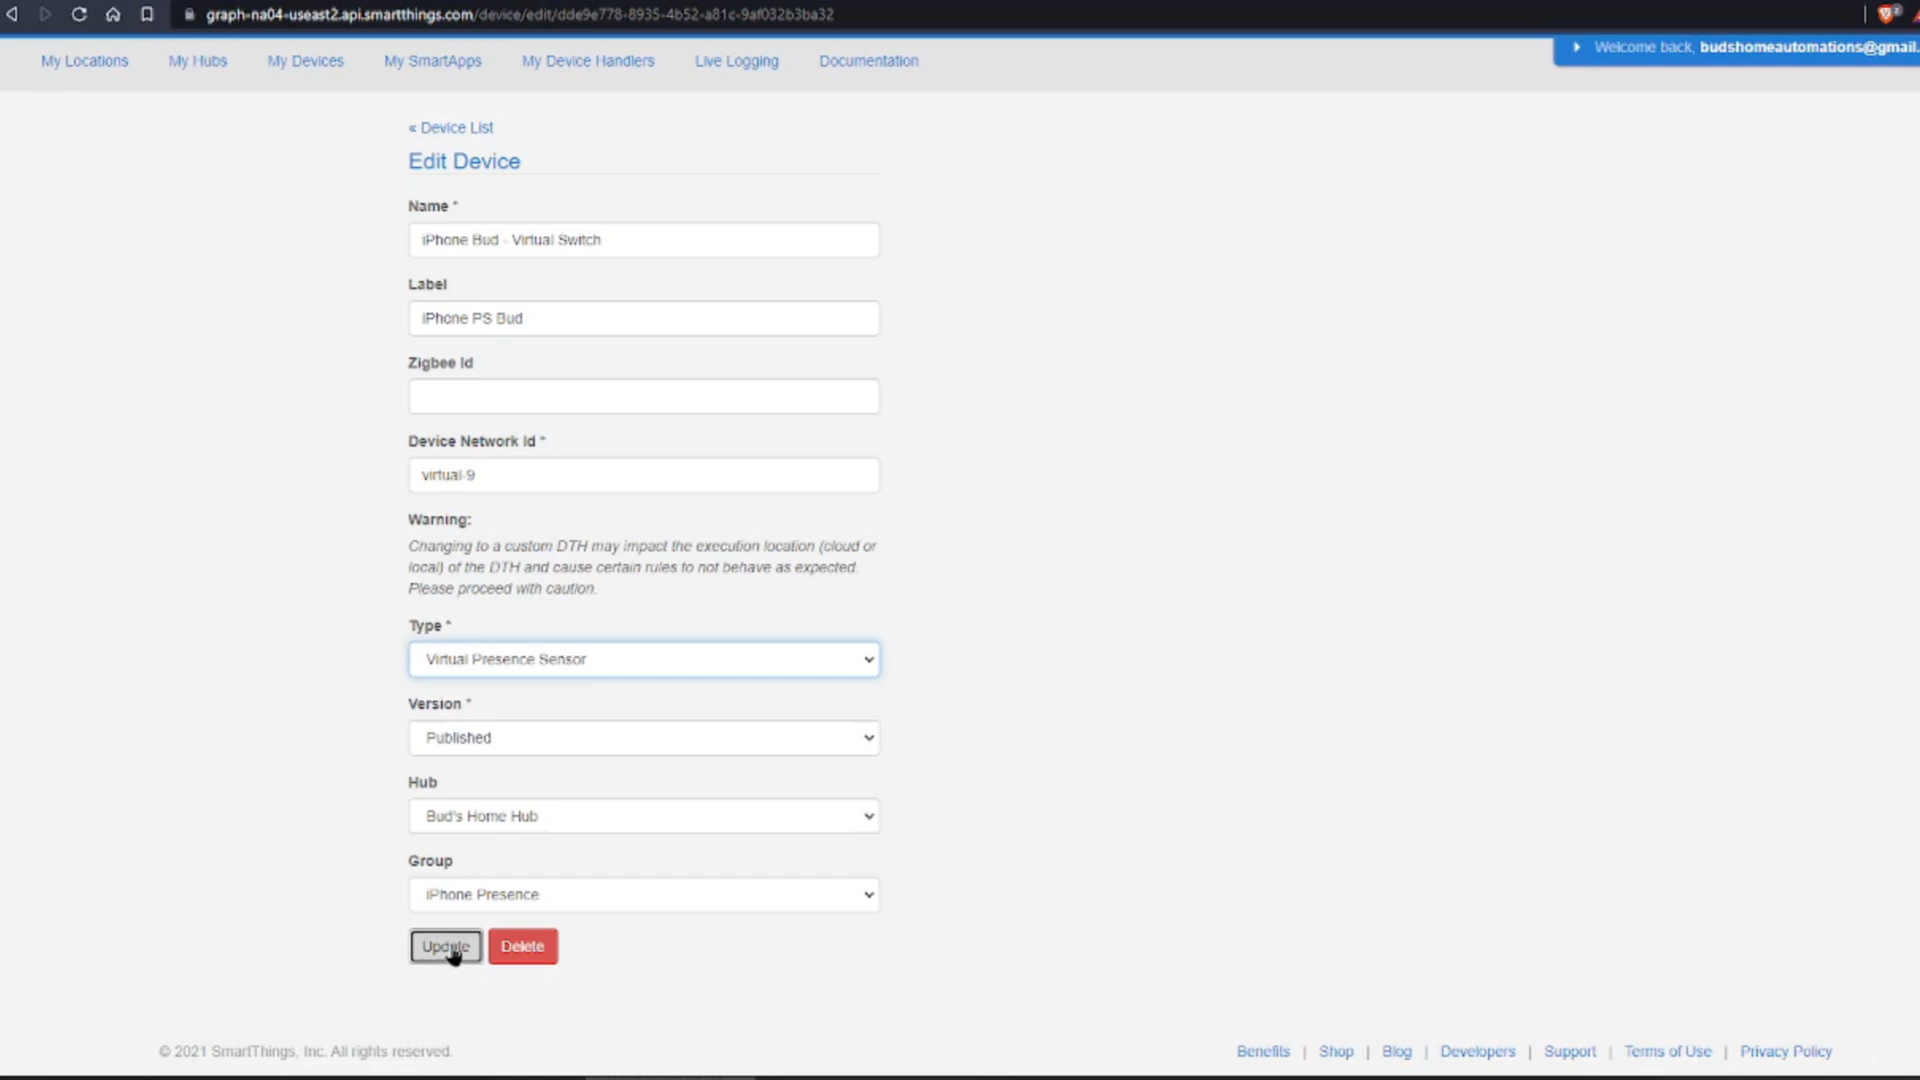 graph-na04-useast2.api.smartthings.com/device/edit/dde9e778-8935-4b52-a81c-9af032b3ba32
2
My Locations My Hubs My Devices My SmartApps My Device Handlers Live Logging Documentation
Welcome back, budshomeautomations@gmail.
« Device List
Edit Device
Name *
iPhone Bud - Virtual Switch
Label
iPhone PS Bud
Zigbee Id
Device Network Id *
virtual-9
Warning:
Changing to a custom DTH may impact the execution location (cloud or
local) of the DTH and cause certain rules to not behave as expected.
Please proceed with caution.
Type *
Virtual Presence Sensor
Version *
Published
Hub
Bud's Home Hub
Group
iPhone Presence
Update Delete
© 2021 SmartThings, Inc. All rights reserved.
Benefits | Shop | Blog | Developers | Support | Terms of Use | Privacy Policy